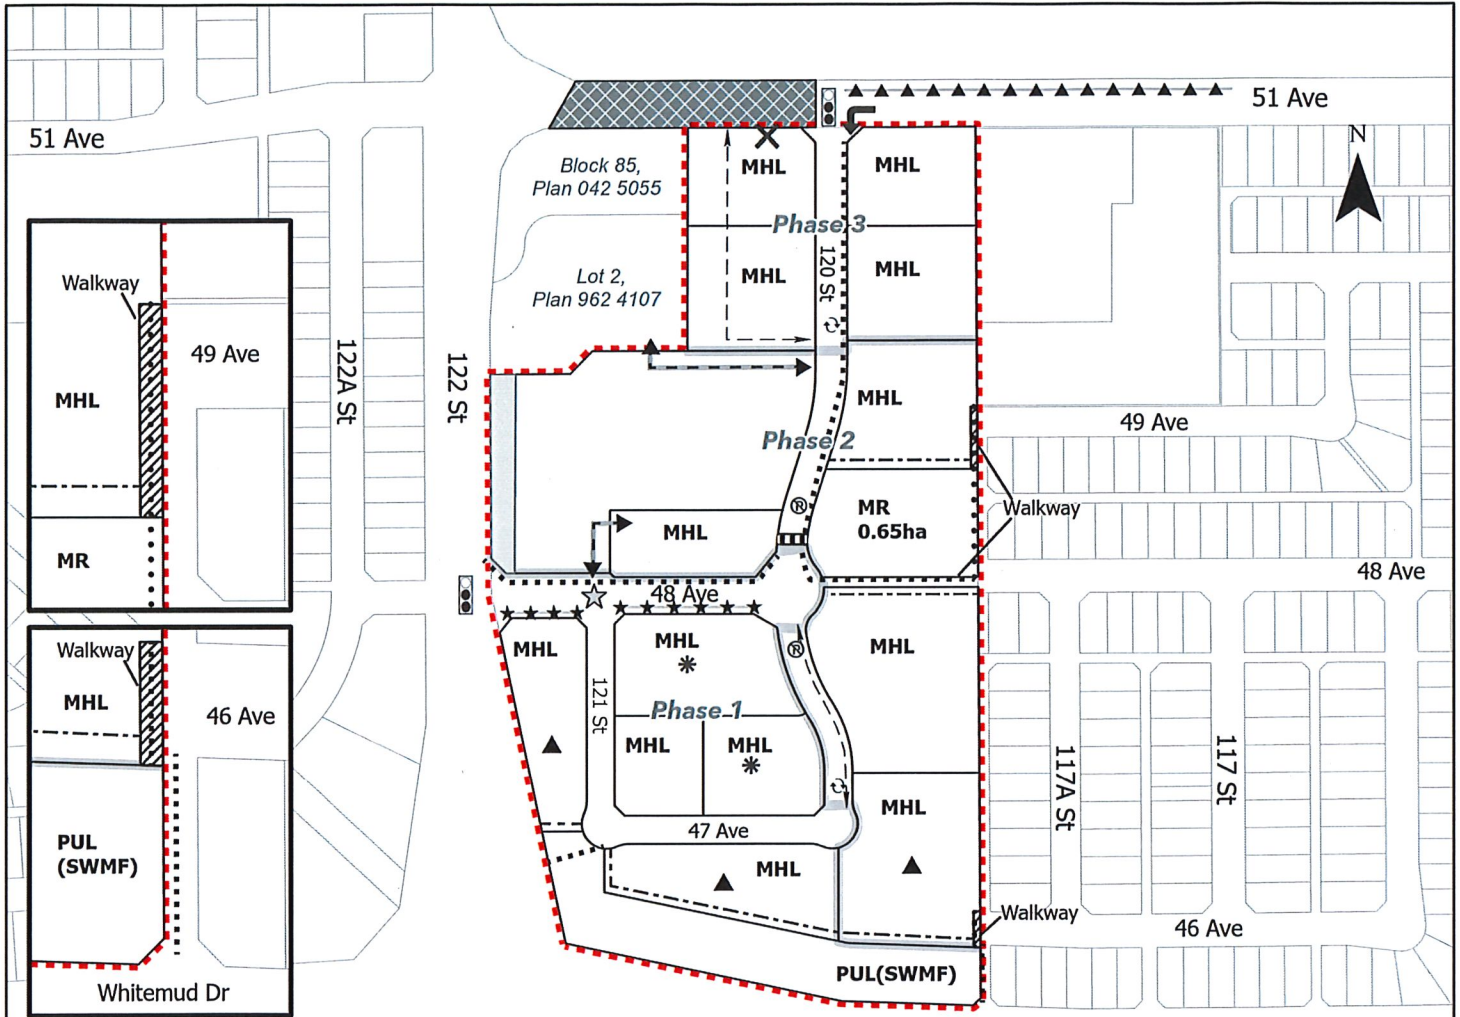 51 Ave
51 Ave
N
Block 85,
Plan 042 5055
MHL
MHL
Phase 3
Lot 2,
Plan 962 4107
MHL
120 St
MHL
Walkway
49 Ave
MHL
MR
122A St
122 St
MHL
49 Ave
Phase 2
MR
0.65ha
Walkway
MHL
R
48 Ave
48 Ave
Walkway
MHL
46 Ave
PUL
(SWMF)
Whitemud Dr
MHL
MHL
R
MHL
121 St
Phase 1
MHL
MHL
117A St
117 St
MHL
47 Ave
MHL
Walkway
46 Ave
PUL(SWMF)